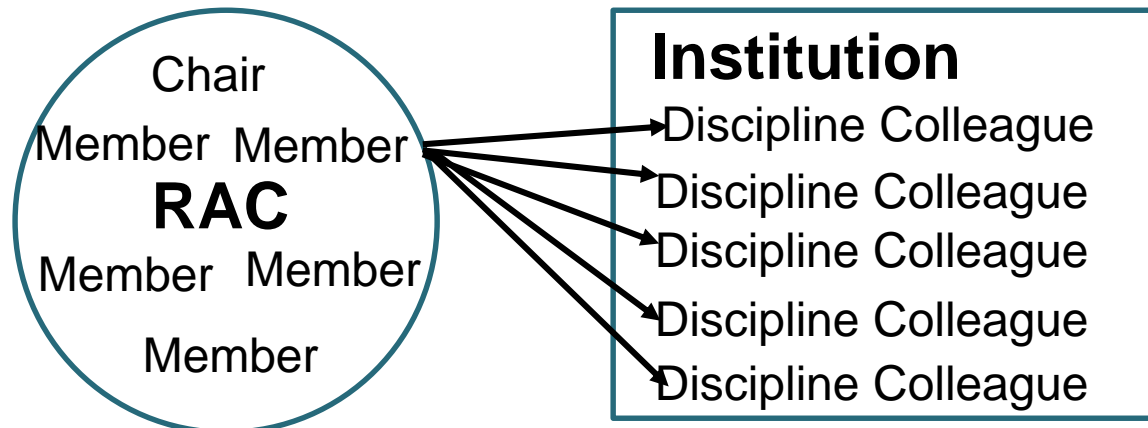 Chair
Member Member
RAC
Member Member
Member
Institution
Discipline Colleague
Discipline Colleague
Discipline Colleague
Discipline Colleague
Discipline Colleague